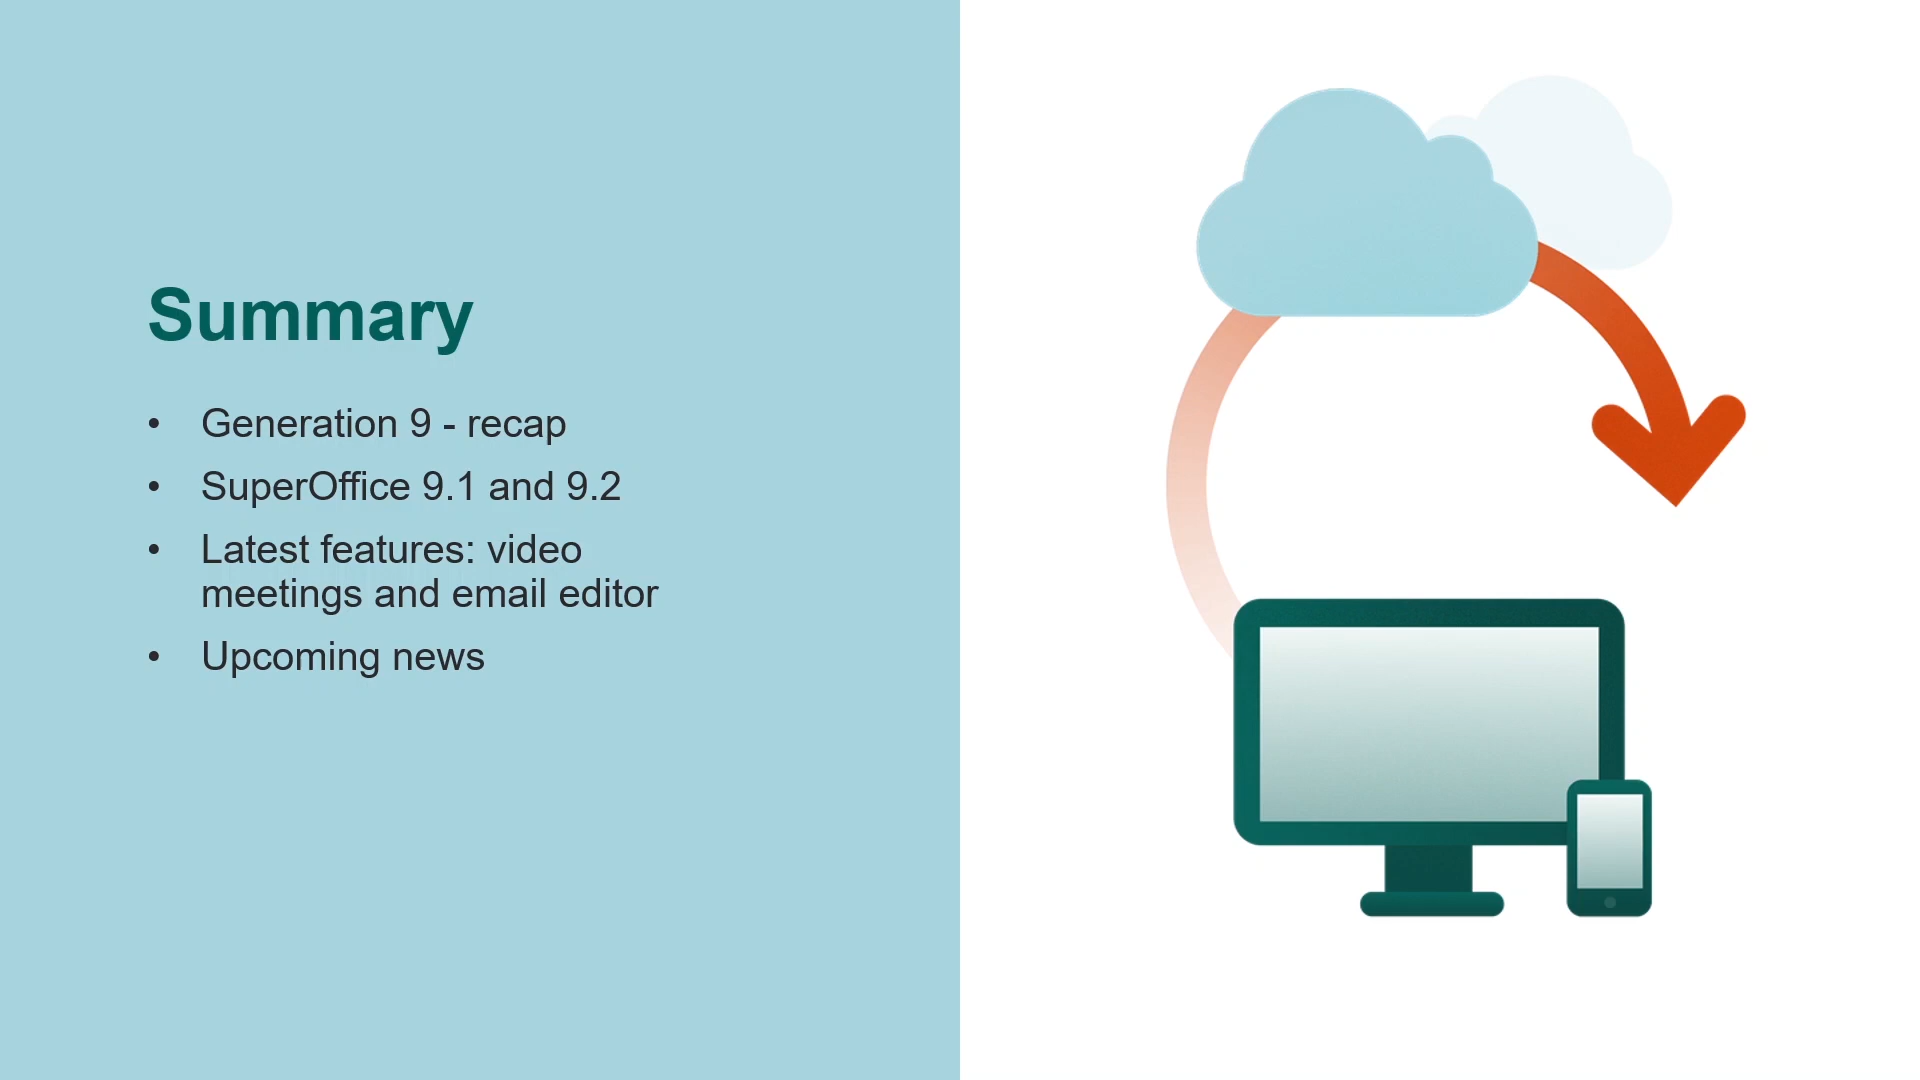 Summary
• Generation 9 - recap
• SuperOffice 9.1 and 9.2
• Latest features: video
meetings and email editor
• Upcoming news